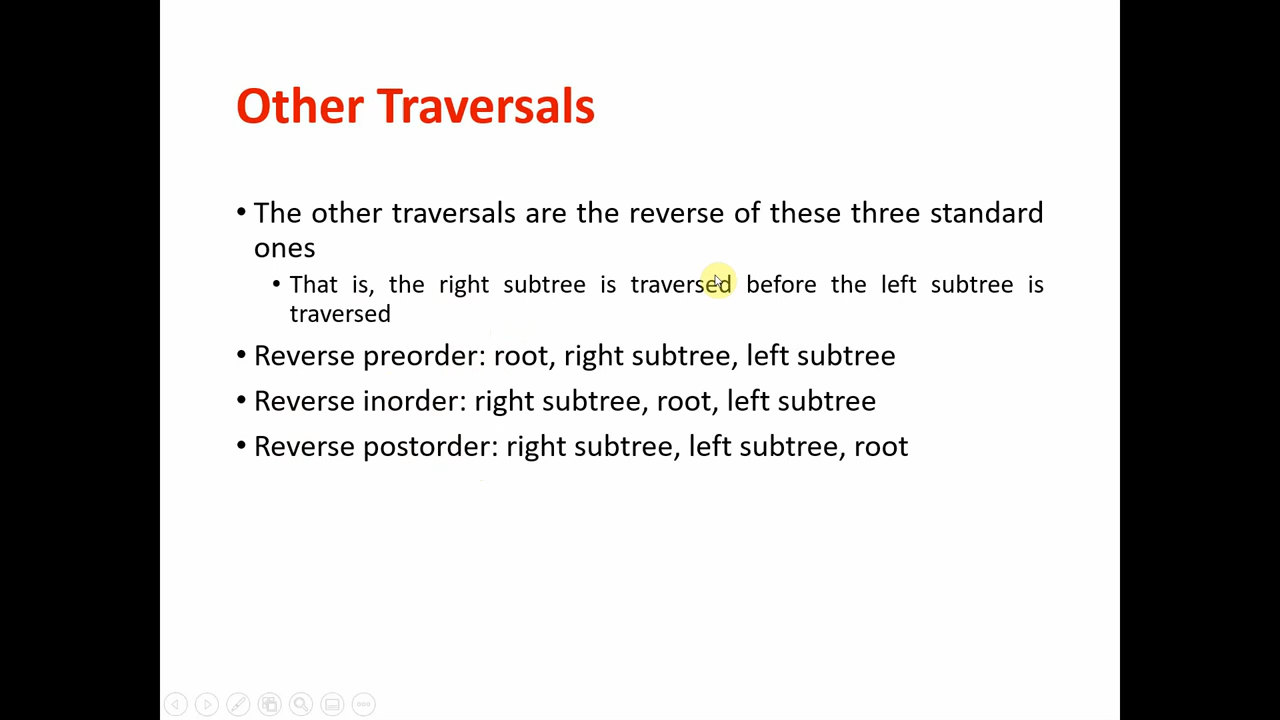 Other Traversals
• The other traversals are the reverse of these three standard
ones
• That is, the right subtree is traversed before the left subtree is
traversed
• Reverse preorder: root, right subtree, left subtree
• Reverse inorder: right subtree, root, left subtree
• Reverse postorder: right subtree, left subtree, root